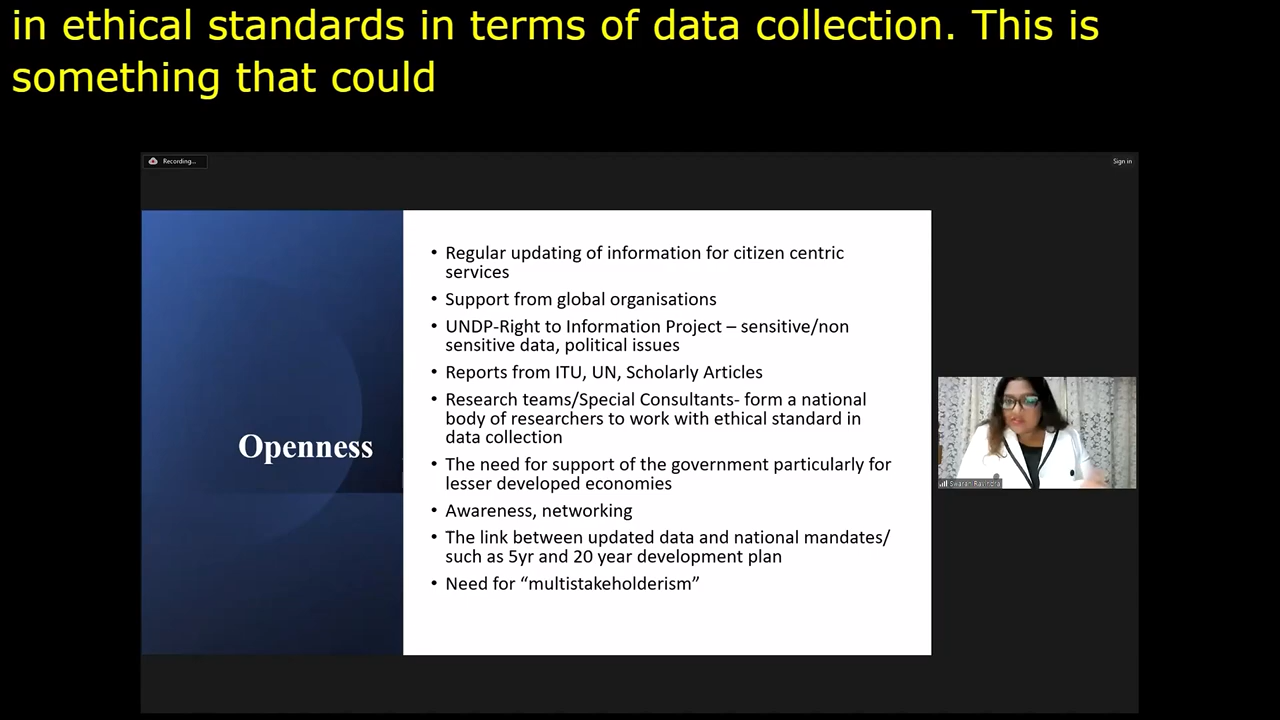 in ethical standards in terms of data collection. This is
something that could
Recording...
Sign in
Openness
• Regular updating of information for citizen centric
services
• Support from global organisations
• UNDP-Right to Information Project – sensitive/non
sensitive data, political issues
• Reports from ITU, UN, Scholarly Articles
• Research teams/Special Consultants- form a national
body of researchers to work with ethical standard in
data collection
• The need for support of the government particularly for
lesser developed economies
• Awareness, networking
• The link between updated data and national mandates/
such as 5yr and 20 year development plan
• Need for “multistakeholderism”
Swaran Ravindra